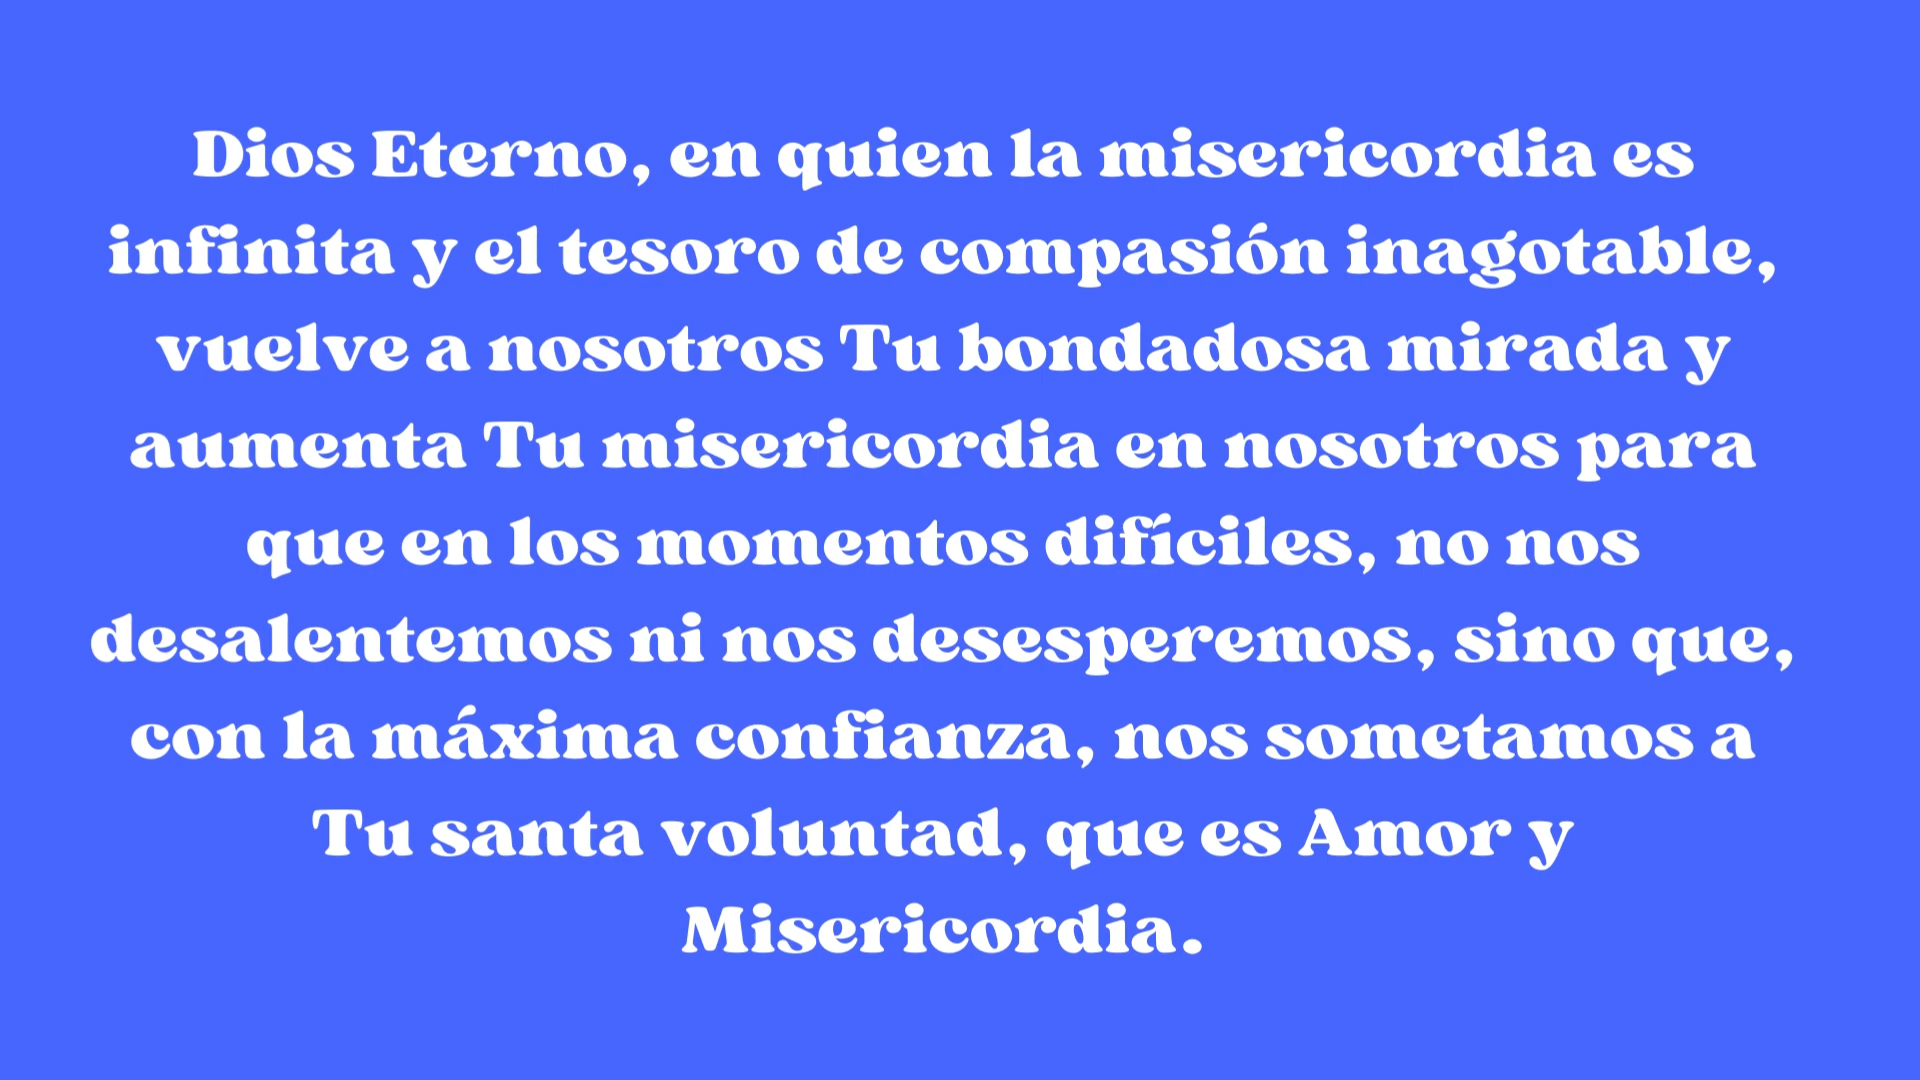 Dios Eterno, en quien la misericordia es
infinita y el tesoro de compasión inagotable,
vuelve a nosotros Tu bondadosa mirada y
aumenta Tu misericordia en nosotros para
que en los momentos difíciles, no nos
desalentemos ni nos desesperemos, sino que,
con la máxima confianza, nos sometamos a
Tu santa voluntad, que es Amor y
Misericordia.